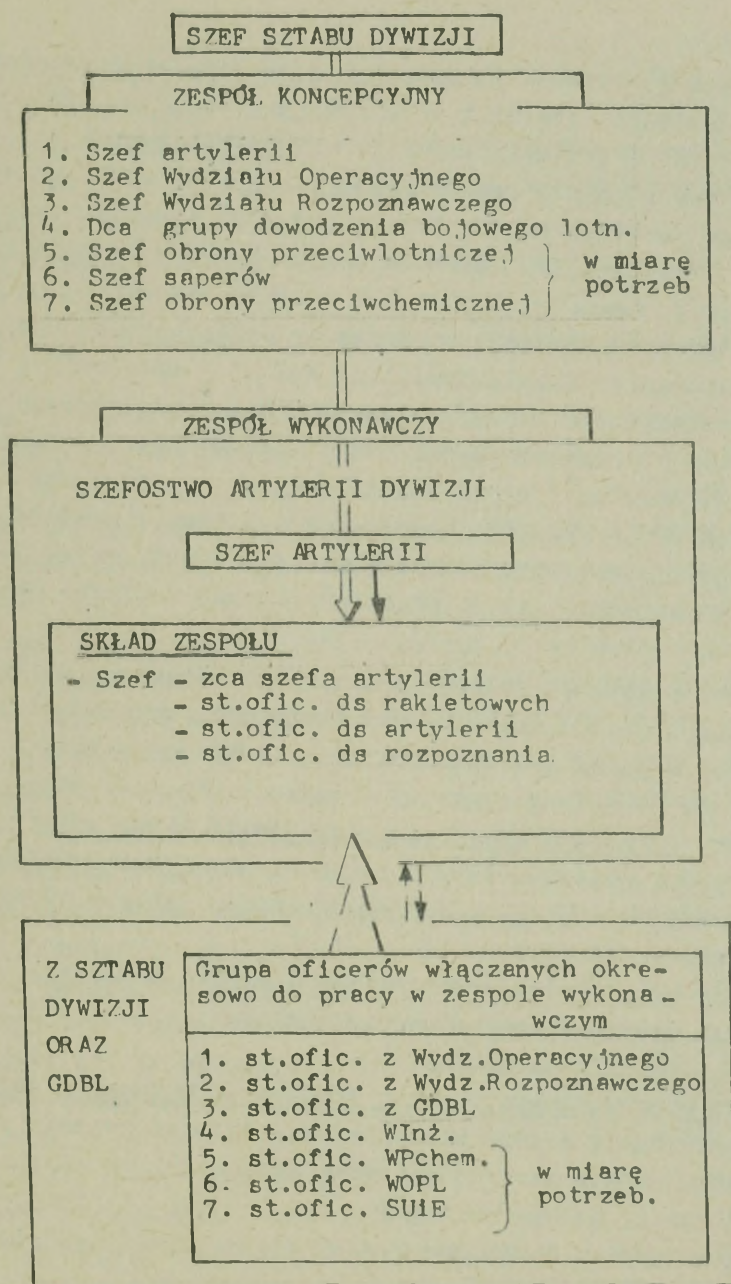 SZEF SZTABU DYWIZJI
ZESPÓŁ KONCEPCYJNY
1. Szef artylerii
2. Szef Wydziału Operacyjnego
3. Szef Wydziału Rozpoznawczego
4. Dca grupy dowodzenia bojowego lotn.
5. Szef obrony przeciwlotniczej
6. Szef saperów
7. Szef obrony przeciwchemicznej
w miarę
potrzeb
ZESPÓŁ WYKONAWCZY
SZEFOSTWO ARTYLERII DYWIZJI
SZEF ARTYLERII
SKŁAD ZESPOŁU
- Szef - zca szefa artylerii
- st.ofic. ds rakietowych
- st.ofic. ds artylerii
- st.ofic. ds rozpoznania.
Z SZTABU
DYWIZJI
ORAZ
GDBL
Grupa oficerów włączanych okre-
sowo do pracy w zespole wykona-
wczym
1. st.ofic. z Wydz.Operacyjnego
2. st.ofic. z Wydz.Rozpoznawczego
3. st.ofic. z GDBL
4. st.ofic. WInż.
5. st.ofic. WPchem.
6. st.ofic. WOPL
7. st.ofic. SUiE
w miarę
potrzeb.